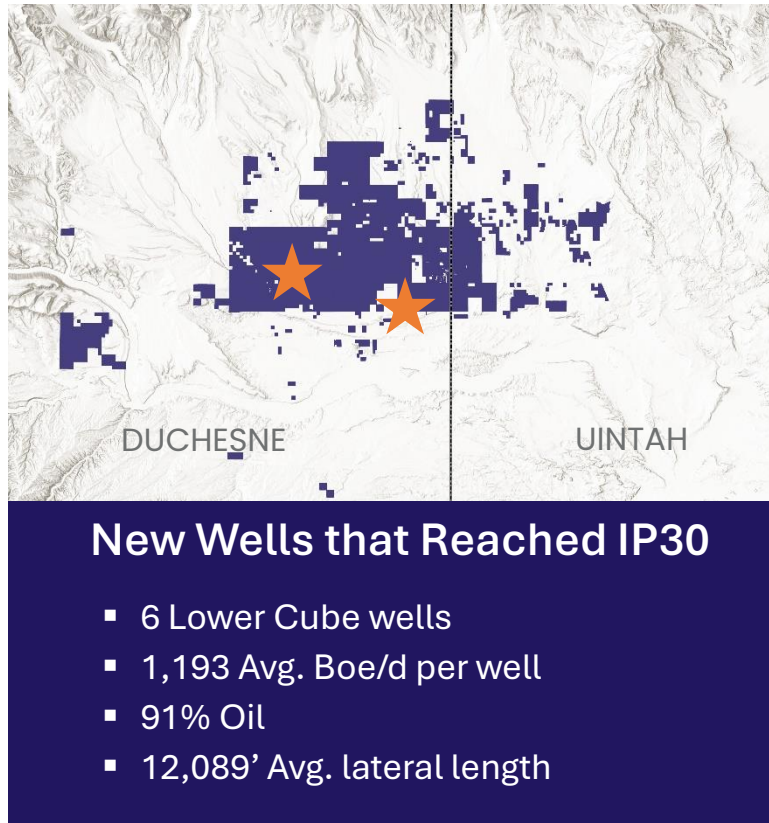 DUCHESNE
UINTAH
New Wells that Reached IP30
▪ 6 Lower Cube wells
▪ 1,193 Avg. Boe/d per well
▪ 91% Oil
▪ 12,089’ Avg. lateral length